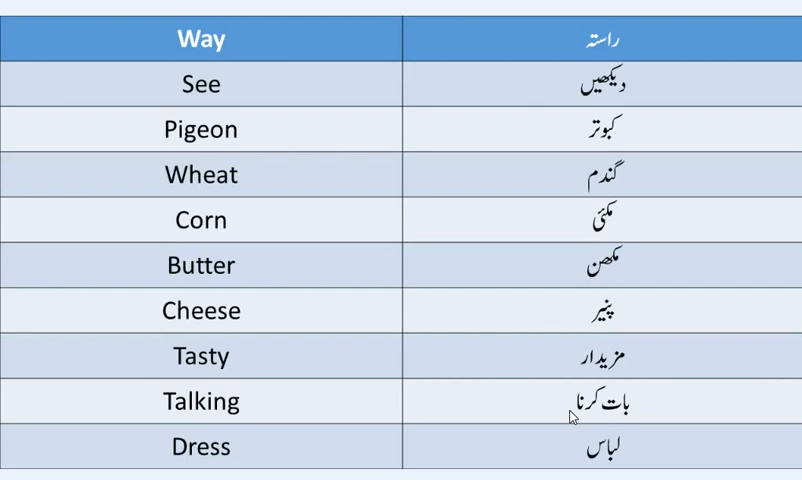 Way راستہ
See دیکھیں
Pigeon کبوتر
Wheat گندم
Corn مکئی
Butter مکھن
Cheese پنیر
Tasty مزیدار
Talking بات کرنا
Dress لباس